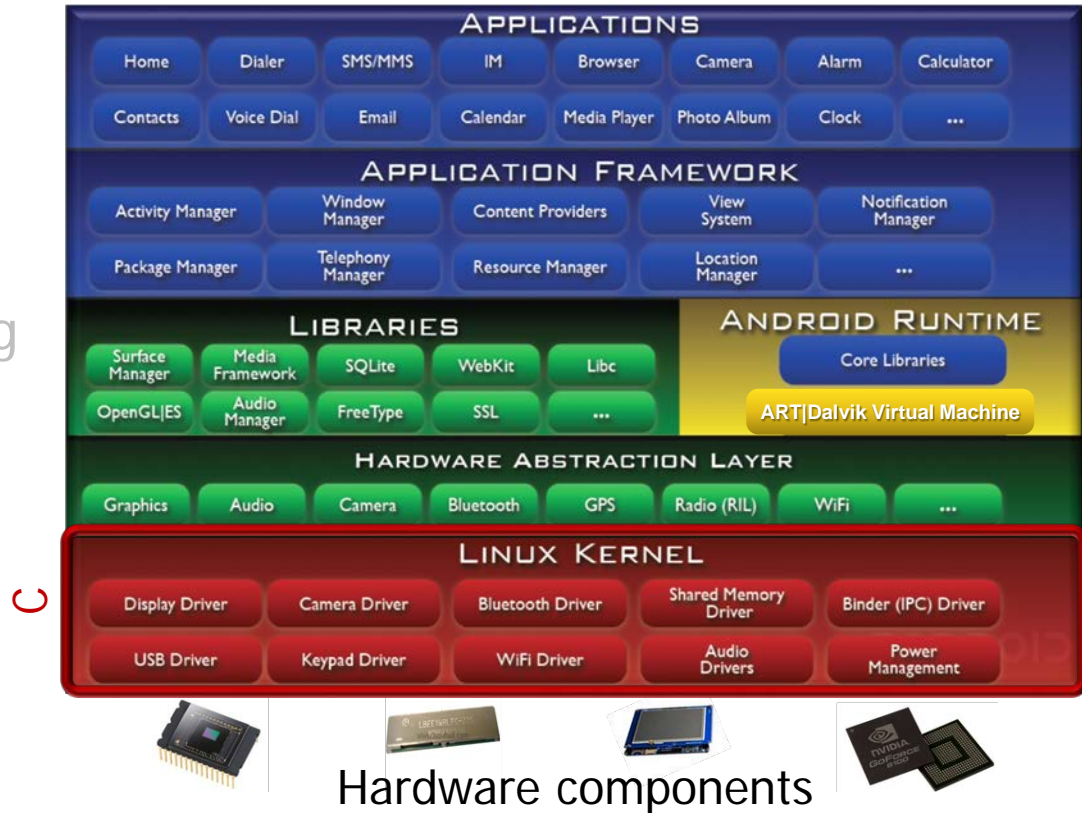 APPLICATIONS
Home Dialer SMS/MMS IM Browser Camera Alarm Calculator
Contacts Voice Dial Email Calendar Media Player Photo Album Clock ...
APPLICATION FRAMEWORK
Activity Manager Window Manager Content Providers View System Notification Manager
Package Manager Telephony Manager Resource Manager Location Manager ...
g
LIBRARIES
Surface Manager Media Framework SQLite WebKit Libc
OpenGL|ES Audio Manager FreeType SSL ...
ANDROID RUNTIME
Core Libraries
ART|Dalvik Virtual Machine
HARDWARE ABSTRACTION LAYER
Graphics Audio Camera Bluetooth GPS Radio (RIL) WiFi ...
C
LINUX KERNEL
Display Driver Camera Driver Bluetooth Driver Shared Memory Driver Binder (IPC) Driver
USB Driver Keypad Driver WiFi Driver Audio Drivers Power Management
NVIDIA
GOFORCE
Hardware components